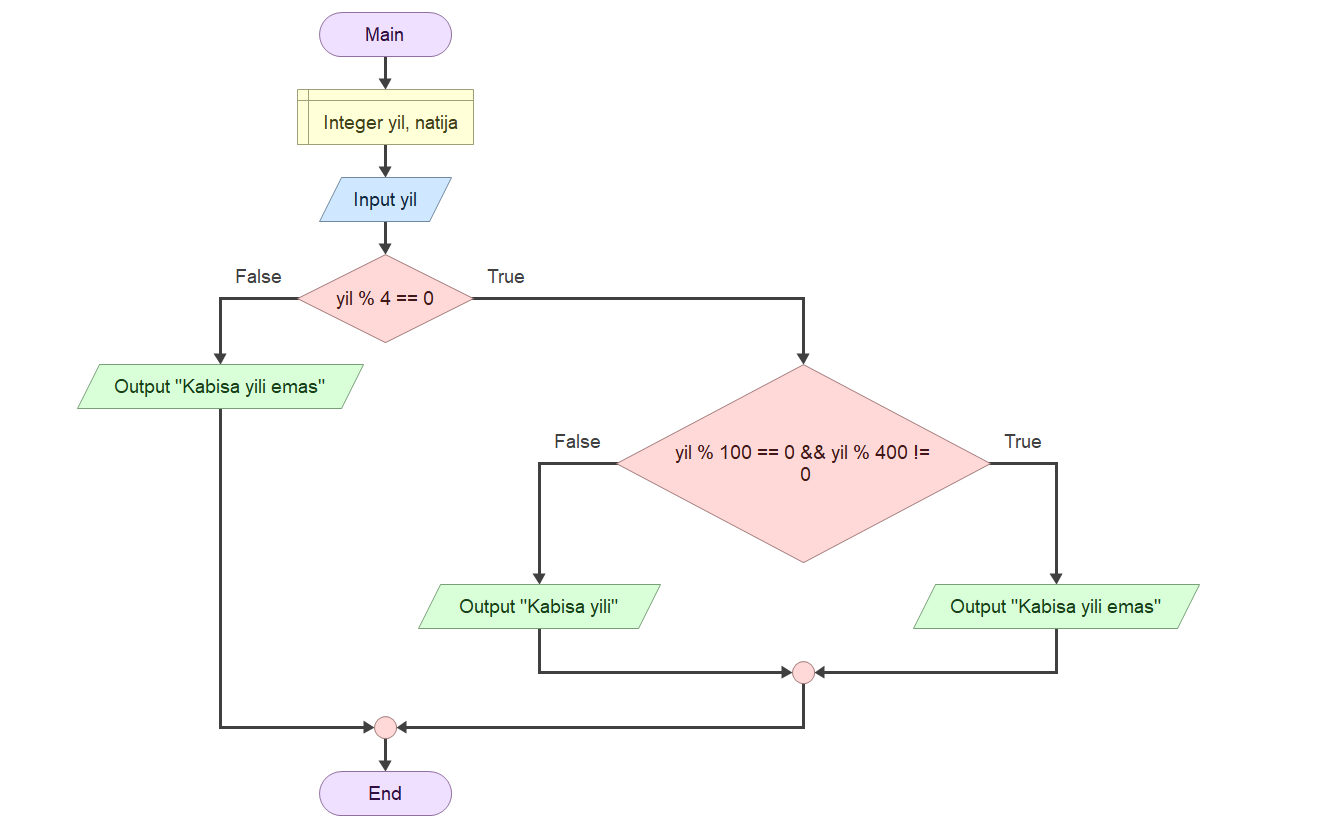 Main
Integer yil, natija
Input yil
False
True
yil % 4 == 0
Output "Kabisa yili emas"
False
True
yil % 100 == 0 && yil % 400 !=
0
Output "Kabisa yili"
Output "Kabisa yili emas"
End